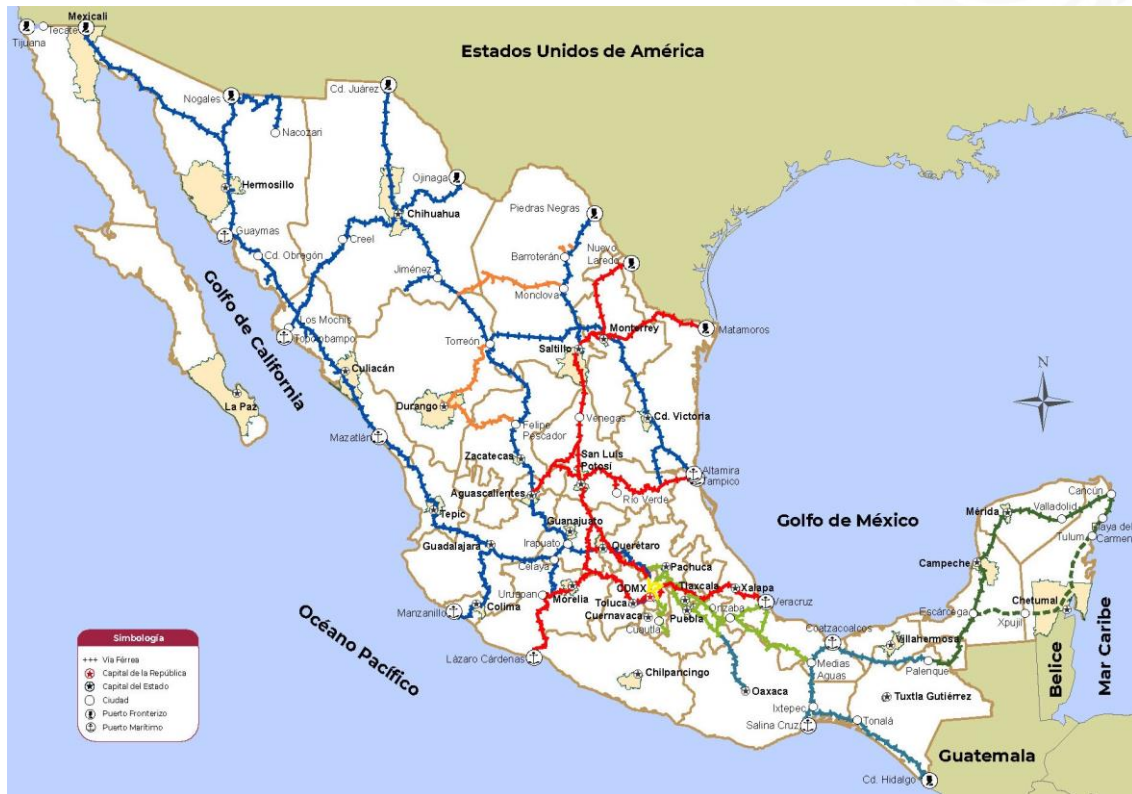 Mexicali
Tecate
Tijuana
Estados Unidos de América
Nogales
Cd. Juárez
Nacozari
Hermosillo
Ojinaga
Chihuahua
Piedras Negras
Guaymas
Creel
Cd. Obregón
Barroterán
Nuevo
Laredo
Jiménez
Monclova
Golfo de California
Los Mochis
Topolobampo
Monterrey
Matamoros
Torreón
Saltillo
Culiacán
La Paz
Durango
Cd. Victoria
N
Venegas
Felipe
Pescador
Mazatlán
Zacatecas
San Luis
Potosí
Altamira
Tampico
Aguascalientes
Río Verde
Cancún
Valladolid
Mérida
Playa del
Carmen
Tulum
Tepic
Guanajuato
Golfo de México
Guadalajara
Irapuato
Querétaro
Celaya
Pachuca
Campeche
CDMX
Tlaxcala
Xalapa
Uruapan
Morelia
Toluca
Veracruz
Manzanillo
Colima
Cuernavaca
Puebla
Orizaba
Cuautla
Escárcega
Chetumal
Xpujil
Coatzacoalcos
Villahermosa
Océano Pacífico
Lázaro Cárdenas
Chilpancingo
Medias
Aguas
Palenque
Belice
Mar Caribe
Oaxaca
Tuxtla Gutiérrez
Ixtepec
Salina Cruz
Tonalá
Guatemala
Cd. Hidalgo
Simbología
Vía Férrea
Capital de la República
Capital del Estado
Ciudad
Puerto Fronterizo
Puerto Marítimo